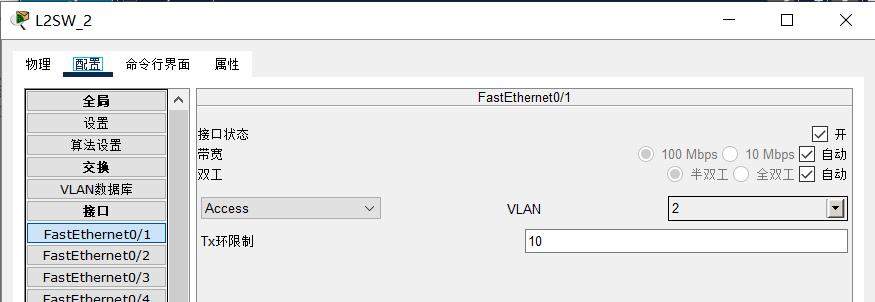 L2SW_2
物理 配置 命令行界面 属性
全局
设置
算法设置
交换
VLAN数据库
接口
FastEthernet0/1
FastEthernet0/2
FastEthernet0/3
FastEthernet0/4
FastEthernet0/1
接口状态 开
带宽 100 Mbps 10 Mbps 自动
双工 半双工 全双工 自动
Access VLAN 2
Tx环限制 10